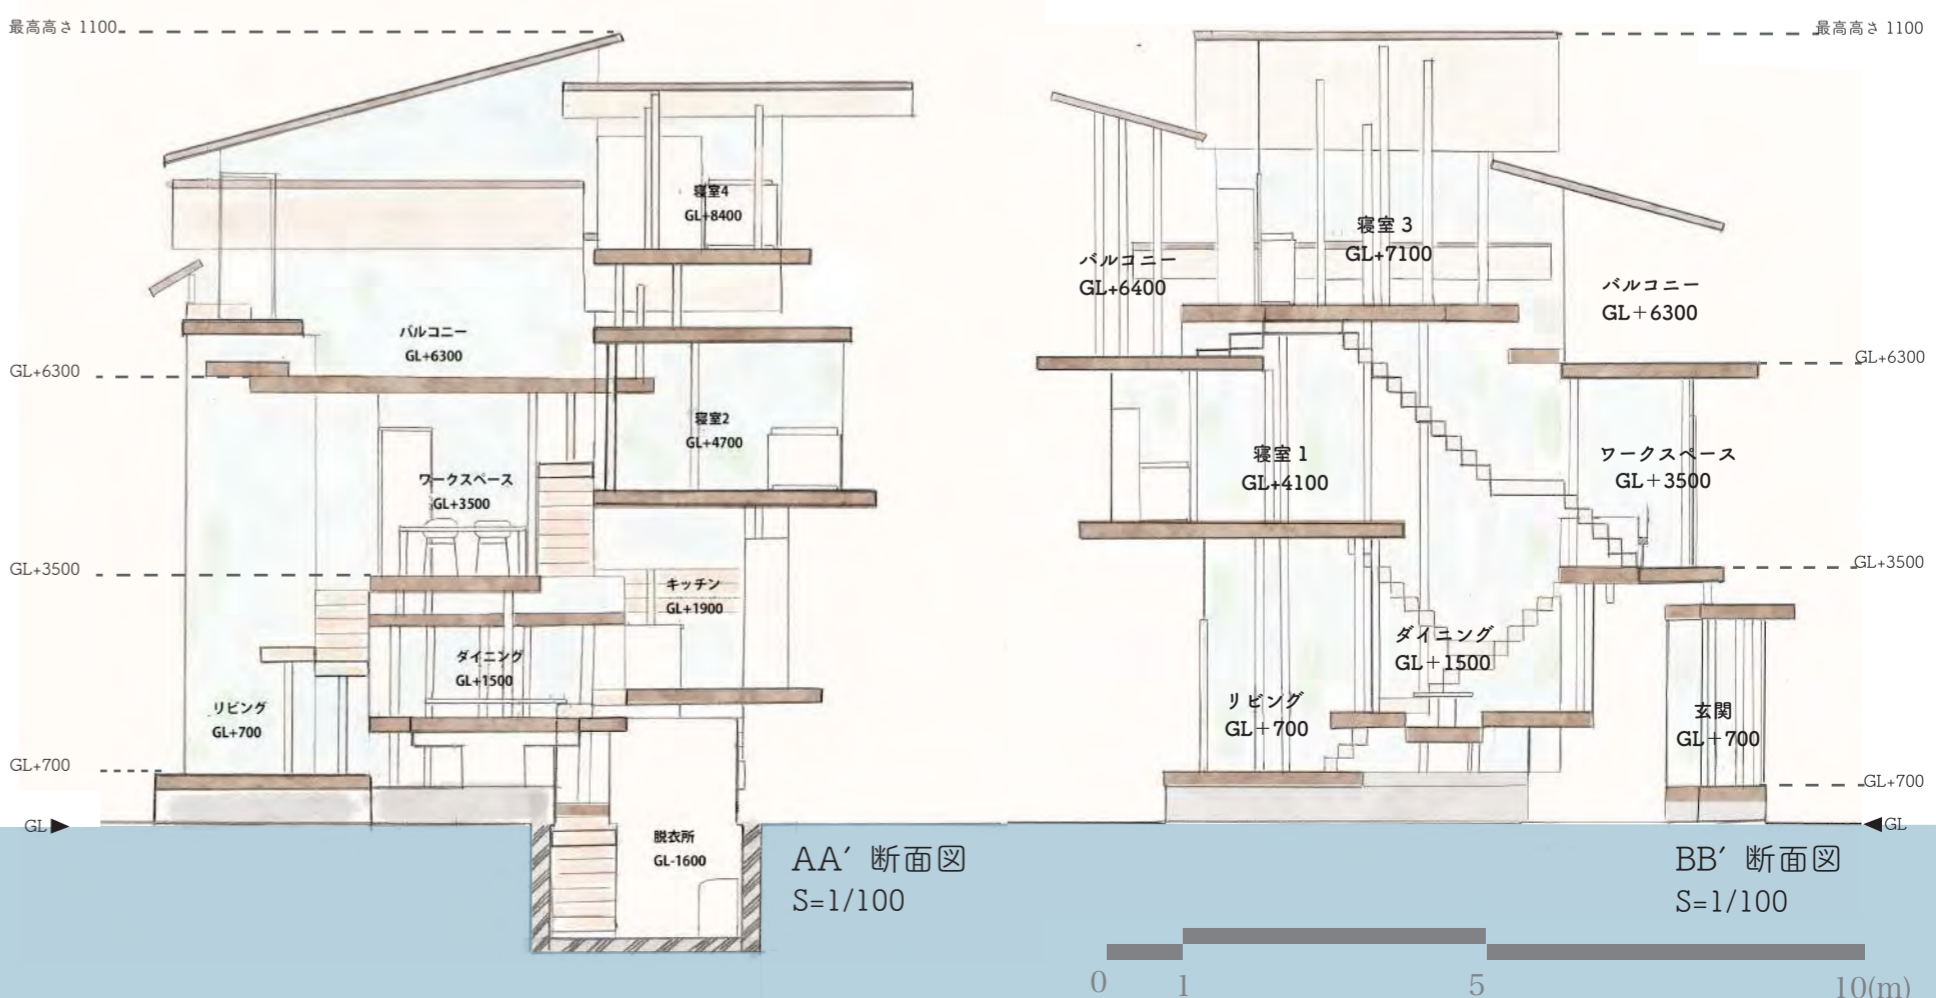 最高高さ 1100
最高高さ 1100
寝室4
GL+8400
寝室 3
GL+7100
バルコニー
GL+6400
バルコニー
GL+6300
バルコニー
GL+6300
GL+6300
GL+6300
寝室2
GL+4700
寝室 1
GL+4100
ワークスペース
GL+3500
ワークスペース
GL+3500
GL+3500
GL+3500
キッチン
GL+1900
ダイニング
GL+1500
ダイニング
GL+1500
リビング
GL+700
リビング
GL+700
玄関
GL+700
GL+700
GL+700
GL
GL
脱衣所
GL-1600
AA′ 断面図
S=1/100
BB′ 断面図
S=1/100
0 1 5 10(m)